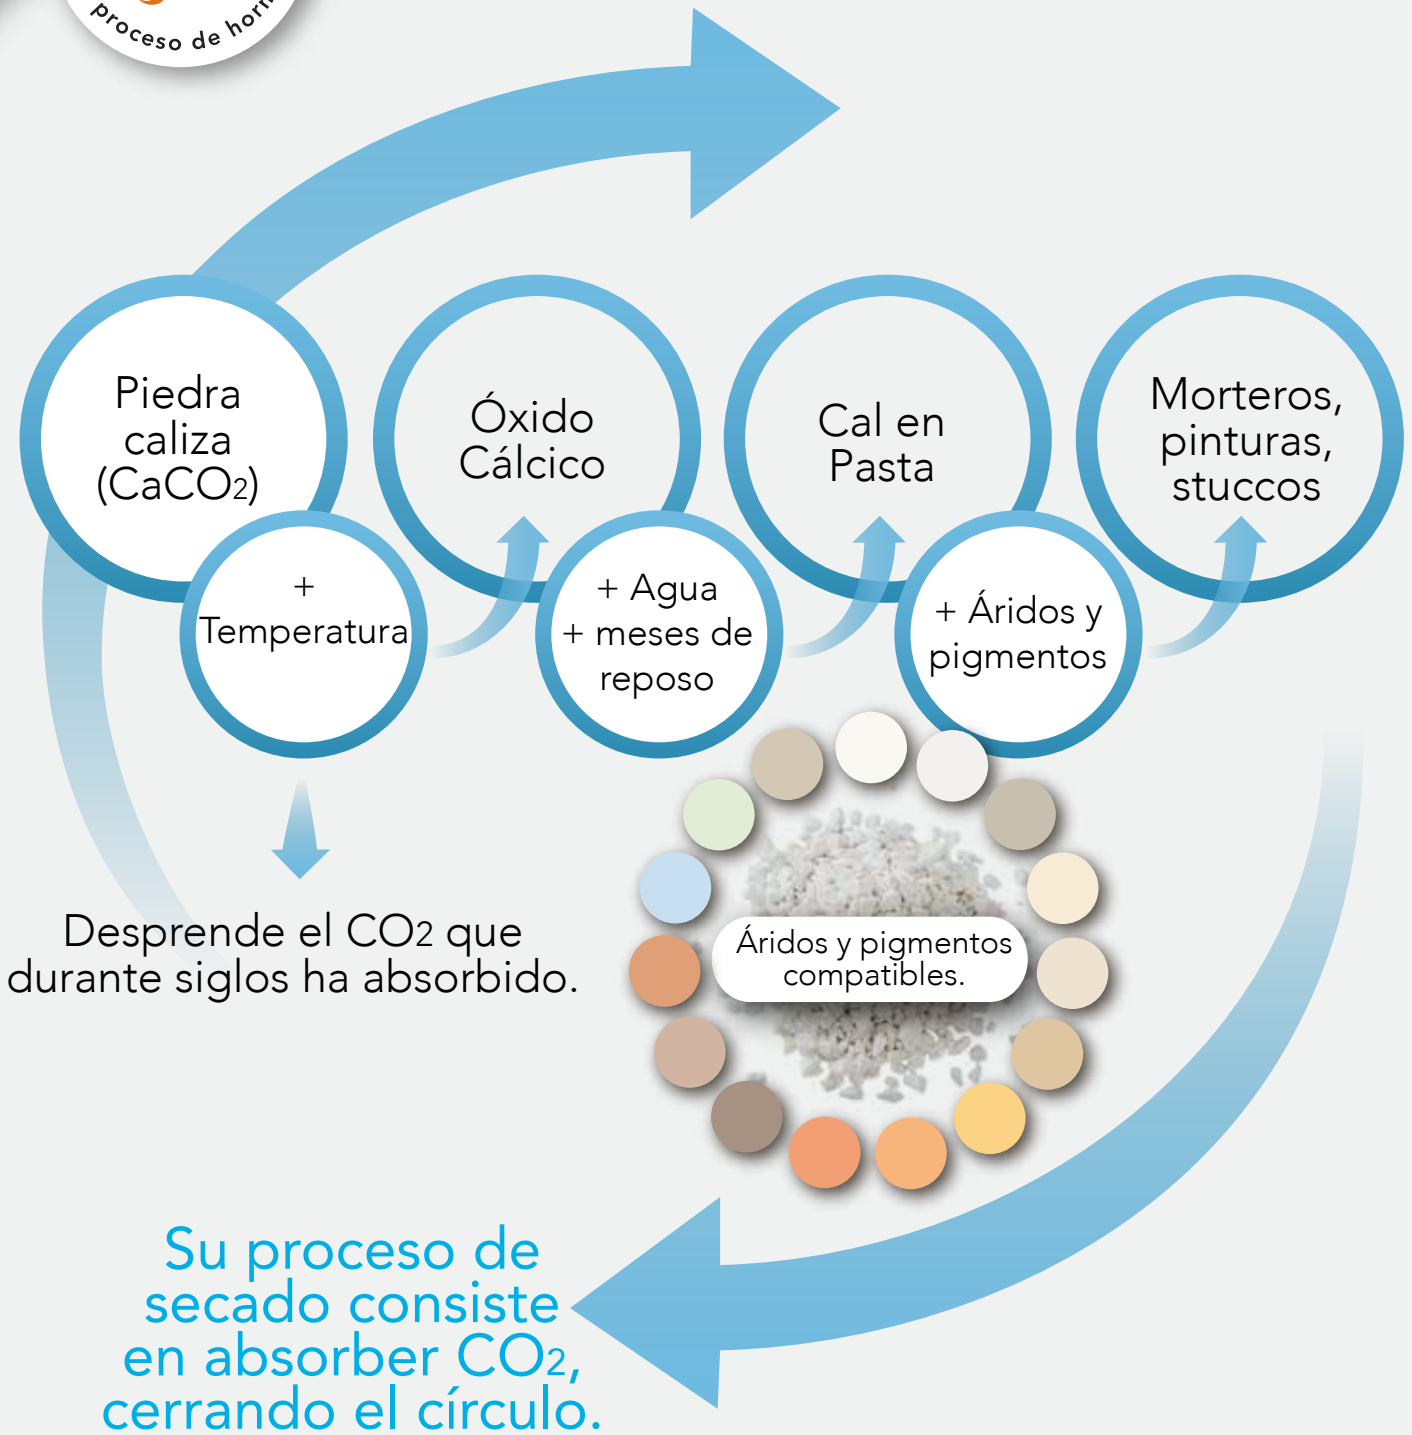 proceso de horn
Piedra
caliza
(CaCO2)
Óxido
Cálcico
Cal en
Pasta
Morteros,
pinturas,
stuccos
+
Temperatura
+ Agua
+ meses de
reposo
+ Áridos y
pigmentos
Desprende el CO2 que
durante siglos ha absorbido.
Áridos y pigmentos
compatibles.
Su proceso de
secado consiste
en absorber CO2,
cerrando el círculo.